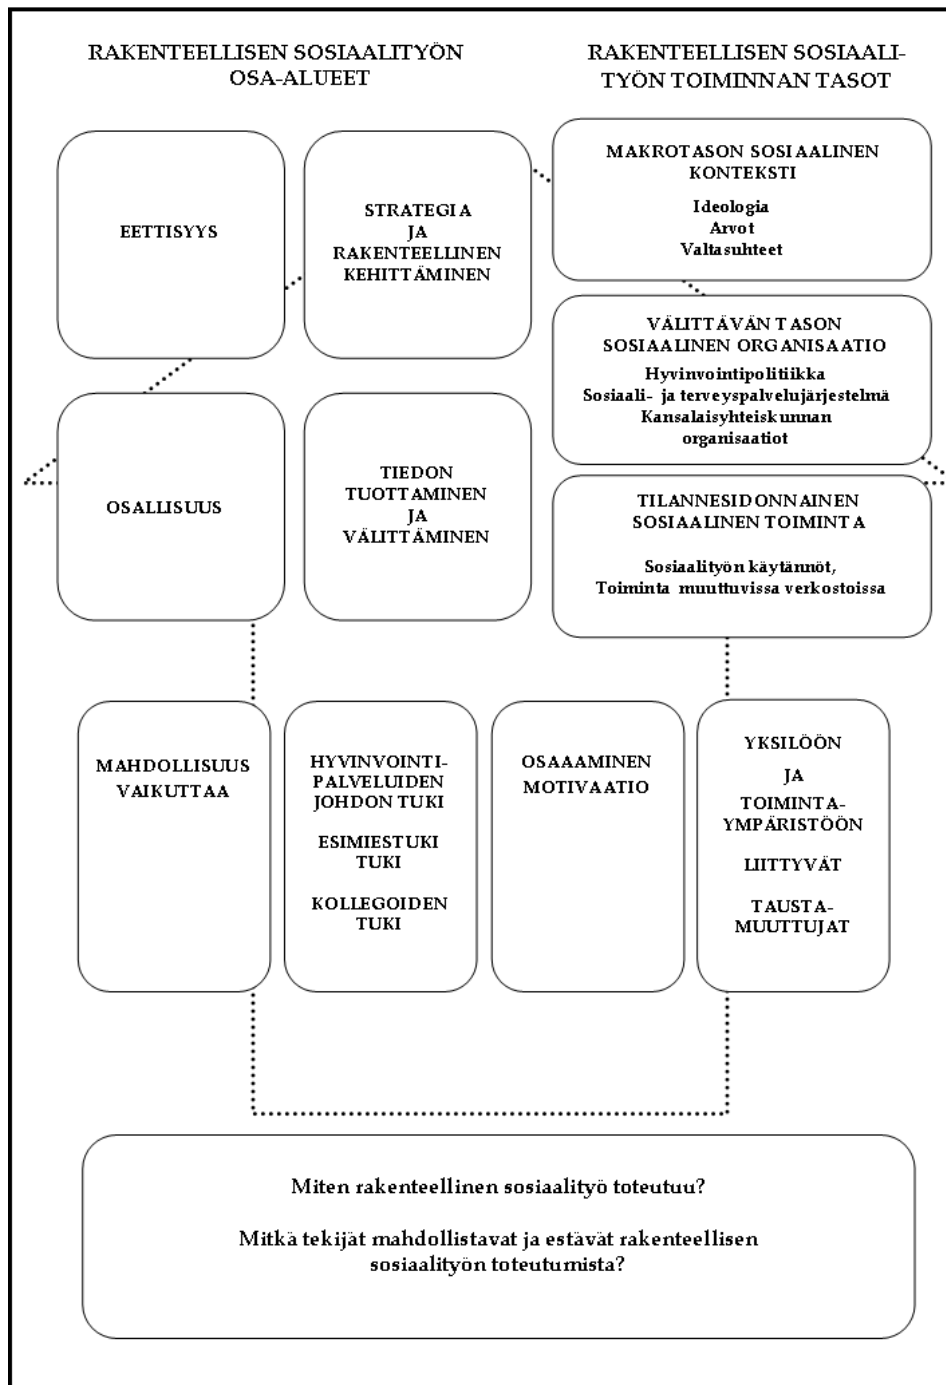 RAKENTEELLISEN SOSIAALITYÖN
OSA-ALUEET
RAKENTEELLISEN SOSIAALI-
TYÖN TOIMINNAN TASOT
EETTISYYS
STRATEGIA
JA
RAKENTEELLINEN
KEHITTÄMINEN
OSALLISUUS
TIEDON
TUOTTAMINEN
JA
VÄLITTÄMINEN
MAKROTASON SOSIAALINEN
KONTEKSTI
Ideologia
Arvot
Valtasuhteet
VÄLITTÄVÄN TASON
SOSIAALINEN ORGANISAATIO
Hyvinvointipolitiikka
Sosiaali- ja terveyspalvelujärjestelmä
Kansalaisyhteiskunnan
organisaatiot
TILANNESIDONNAINEN
SOSIAALINEN TOIMINTA
Sosiaalityön käytännöt,
Toiminta muuttuvissa verkostoissa
MAHDOLLISUUS
VAIKUTTAA
HYVINVOINTI-
PALVELUIDEN
JOHDON TUKI
ESIMIESTUKI
TUKI
KOLLEGOIDEN
TUKI
OSAAAMINEN
MOTIVAATIO
YKSILÖÖN
JA
TOIMINTA-
YMPÄRISTÖÖN
LIITTYVÄT
TAUSTA-
MUUTTUJAT
Miten rakenteellinen sosiaalityö toteutuu?
Mitkä tekijät mahdollistavat ja estävät rakenteellisen
sosiaalityön toteutumista?